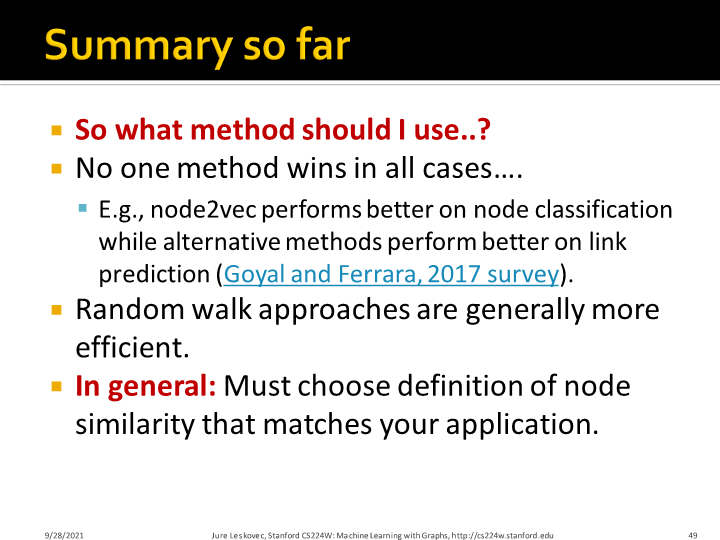 Summary so far
So what method should I use..?
No one method wins in all cases….
E.g., node2vec performs better on node classification
while alternative methods perform better on link
prediction (Goyal and Ferrara, 2017 survey).
Random walk approaches are generally more
efficient.
In general: Must choose definition of node
similarity that matches your application.
9/28/2021
Jure Leskovec, Stanford CS224W: Machine Learning with Graphs, http://cs224w.stanford.edu
49